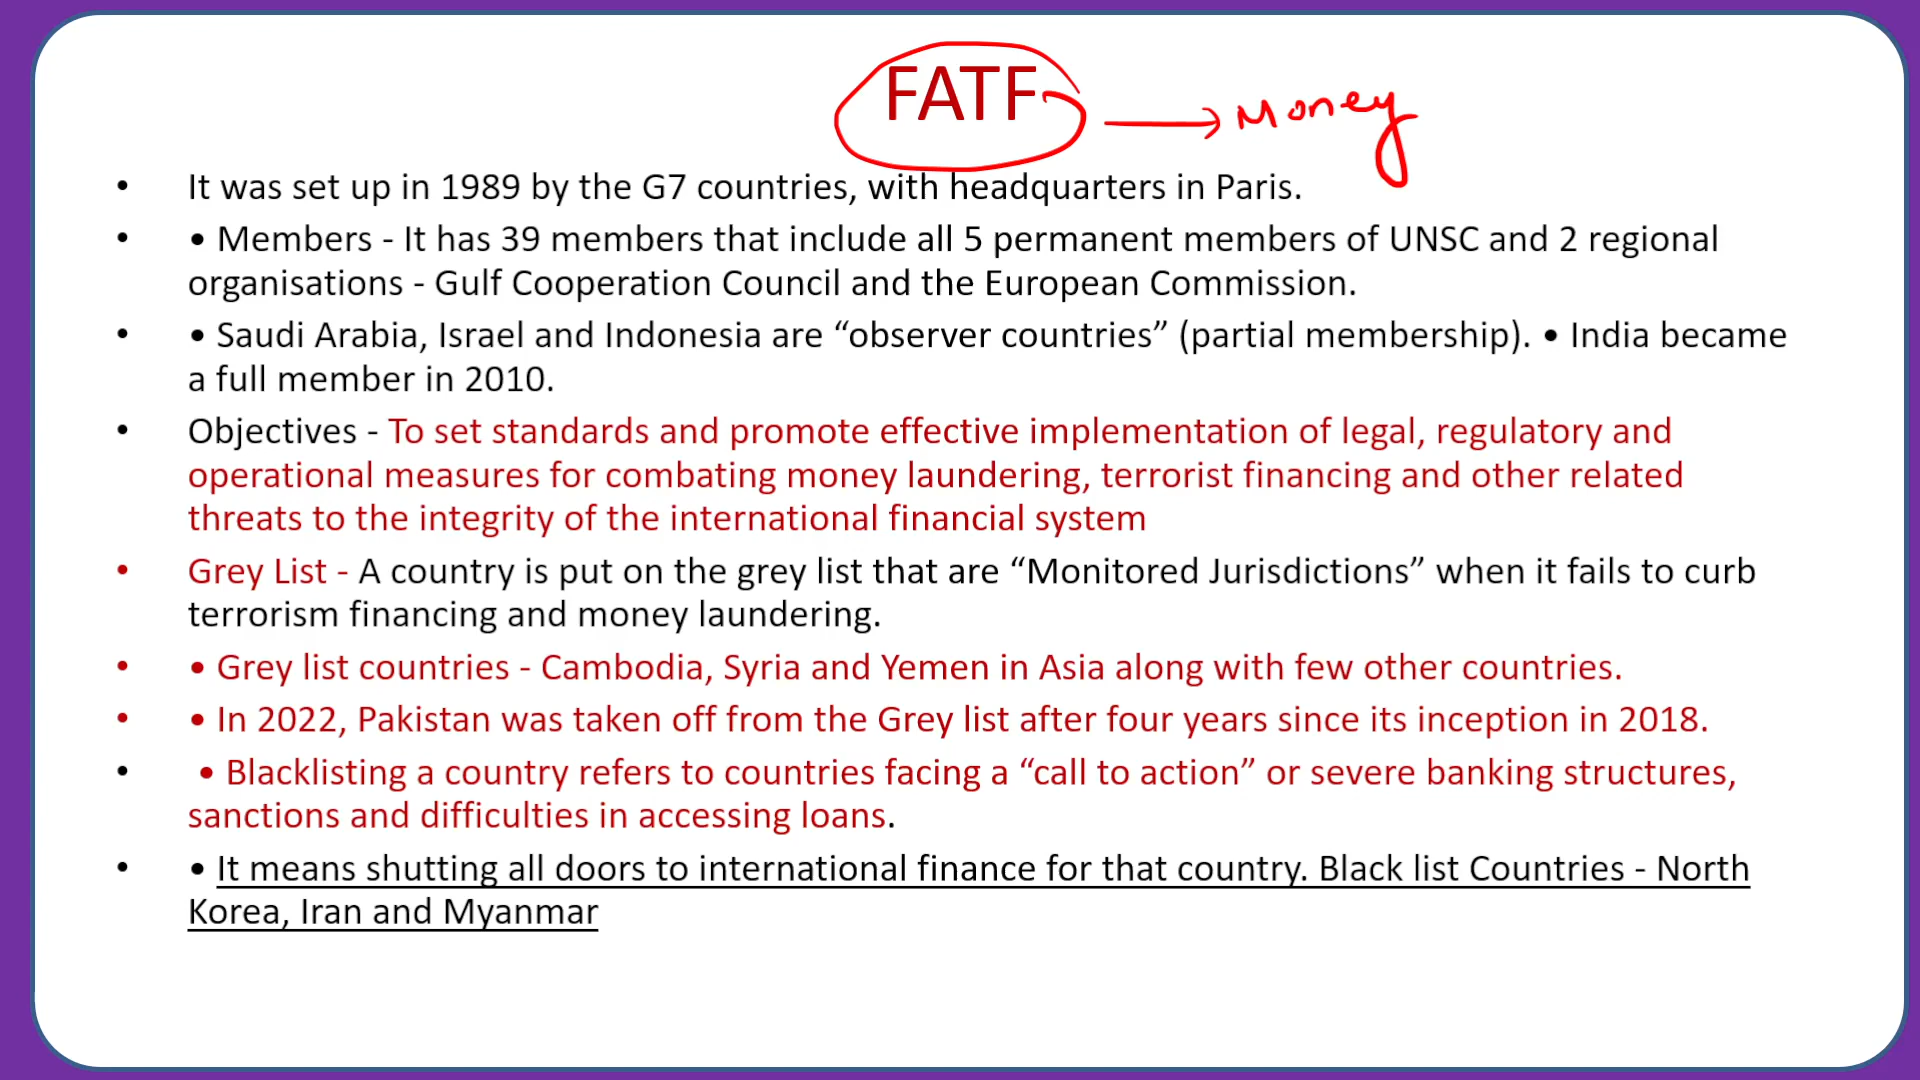 FATF → Money
• It was set up in 1989 by the G7 countries, with headquarters in Paris.
• • Members - It has 39 members that include all 5 permanent members of UNSC and 2 regional
organisations - Gulf Cooperation Council and the European Commission.
• • Saudi Arabia, Israel and Indonesia are “observer countries” (partial membership). • India became
a full member in 2010.
• Objectives - To set standards and promote effective implementation of legal, regulatory and
operational measures for combating money laundering, terrorist financing and other related
threats to the integrity of the international financial system
• Grey List - A country is put on the grey list that are “Monitored Jurisdictions” when it fails to curb
terrorism financing and money laundering.
• • Grey list countries - Cambodia, Syria and Yemen in Asia along with few other countries.
• • In 2022, Pakistan was taken off from the Grey list after four years since its inception in 2018.
• • Blacklisting a country refers to countries facing a “call to action” or severe banking structures,
sanctions and difficulties in accessing loans.
• • It means shutting all doors to international finance for that country. Black list Countries - North
Korea, Iran and Myanmar